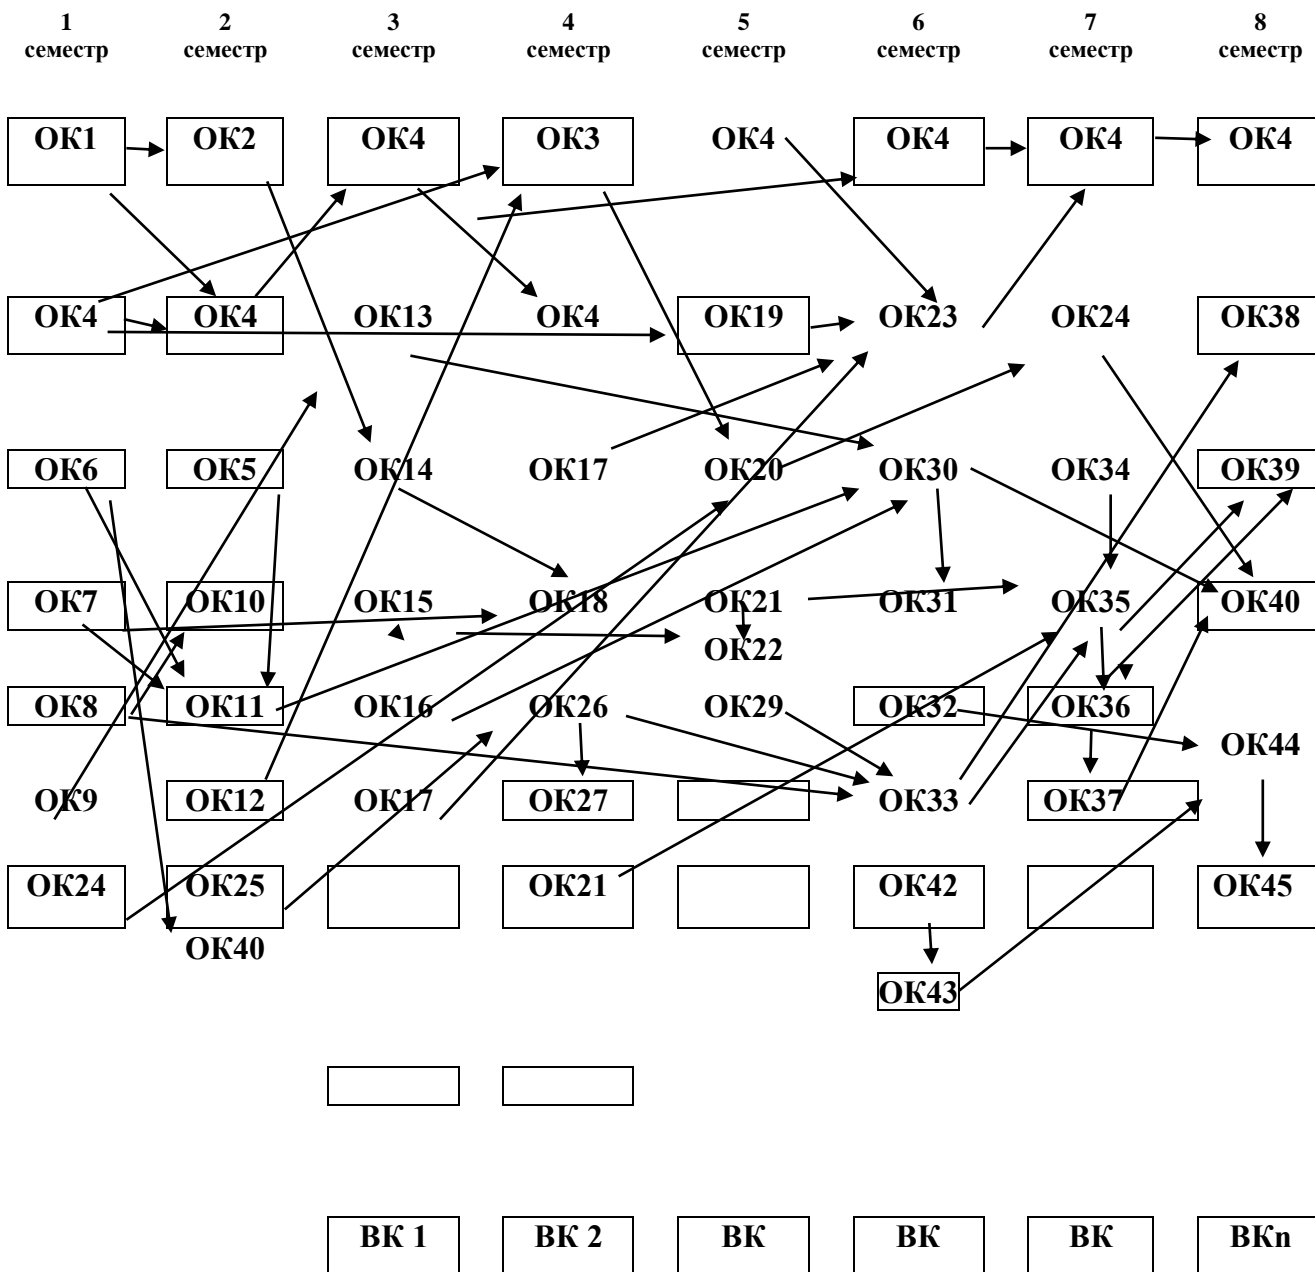 1 2 3 4 5 6 7 8
семестр семестр семестр семестр семестр семестр семестр семестр
ОК1 ОК2 ОК4 ОК3 ОК4 ОК4 ОК4 ОК4
ОК4 ОК4 ОК13 ОК4 ОК19 ОК23 ОК24 ОК38
ОК6 ОК5 ОК14 ОК17 ОК20 ОК30 ОК34 ОК39
ОК7 ОК10 ОК15 ОК18 ОК21 ОК31 ОК35 ОК40
ОК22
ОК8 ОК11 ОК16 ОК26 ОК29 ОК32 ОК36
ОК44
ОК9 ОК12 ОК17 ОК27 ОК33 ОК37
ОК24 ОК25 ОК21 ОК42 ОК45
ОК40
ОК43
ВК 1 ВК 2 ВК ВК ВК ВКn